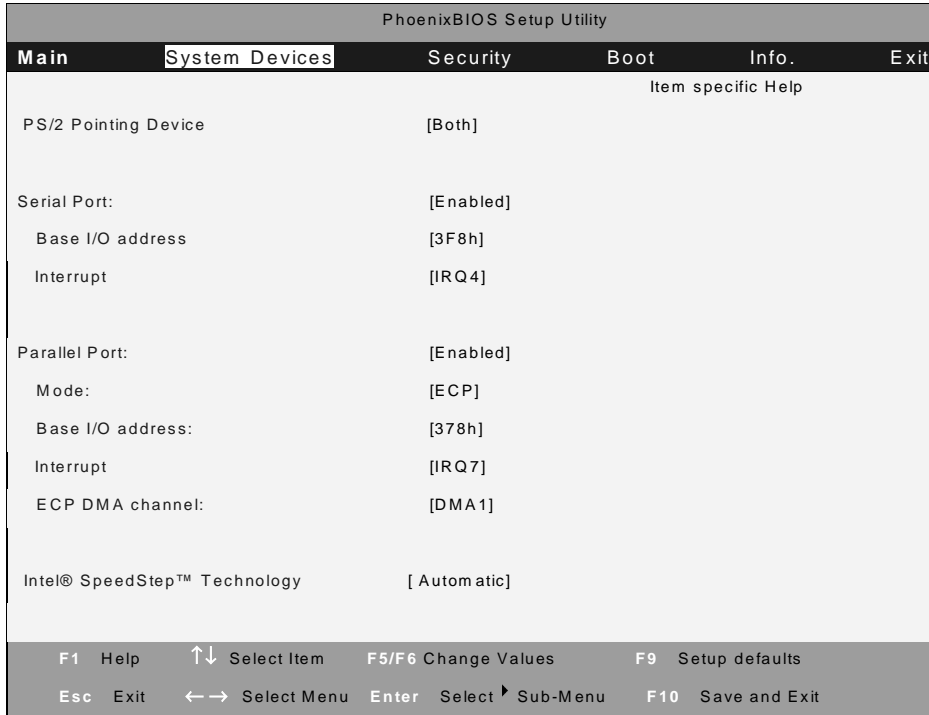 PhoenixBIOS Setup Utility
Main System Devices Security Boot Info. Exit
Item specific Help
PS/2 Pointing Device [Both]
Serial Port: [Enabled]
Base I/O address [3F8h]
Interrupt [IRQ4]
Parallel Port: [Enabled]
Mode: [ECP]
Base I/O address: [378h]
Interrupt [IRQ7]
ECP DMA channel: [DMA1]
Intel® SpeedStep™ Technology [ Automatic]
F1 Help ↑↓ Select Item F5/F6 Change Values F9 Setup defaults
Esc Exit ←→ Select Menu Enter Select ▸ Sub-Menu F10 Save and Exit